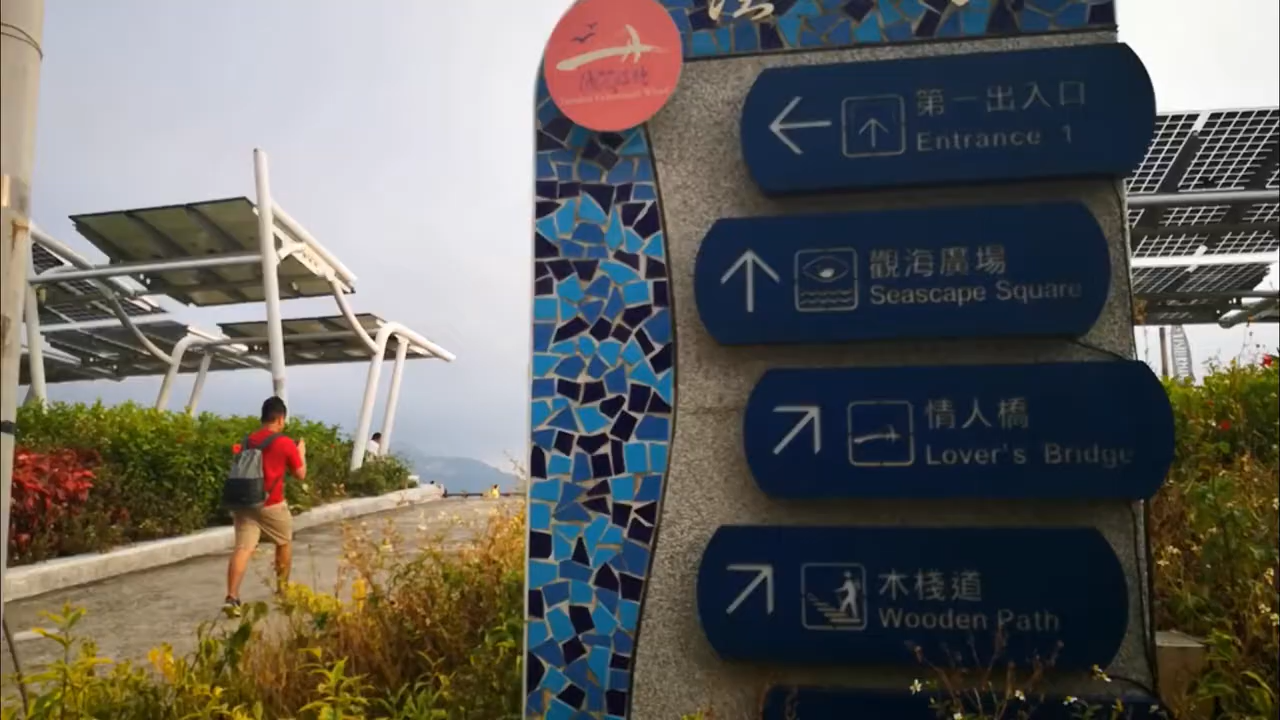 第一出入口
Entrance 1
觀海廣場
Seascape Square
情人橋
Lover's Bridge
木棧道
Wooden Path